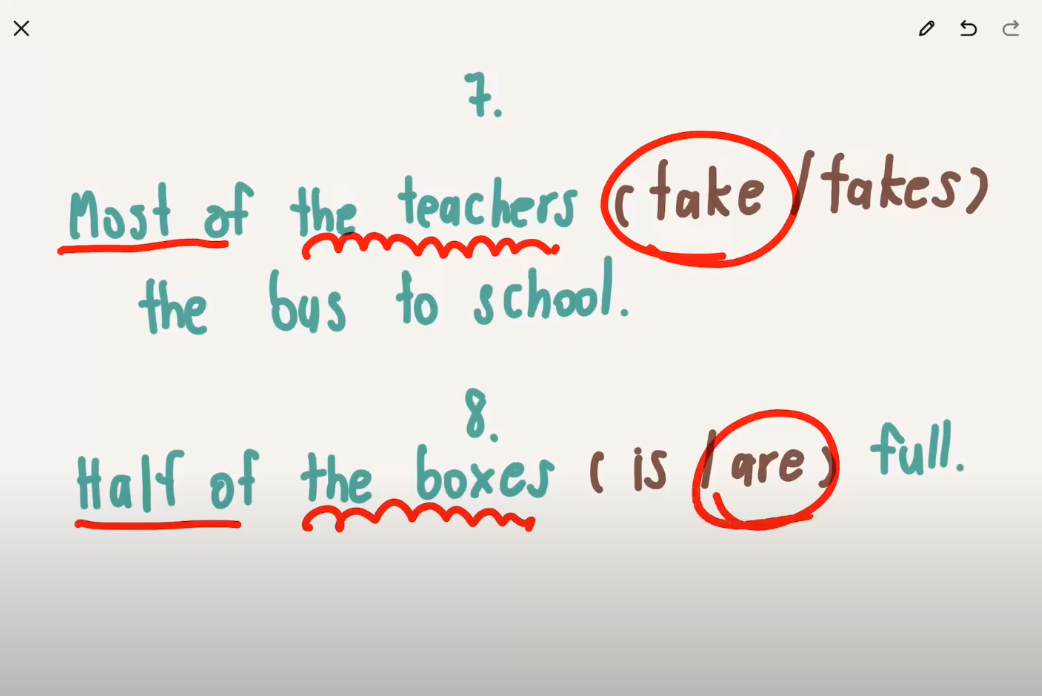 7.
Most of the teachers (take/takes)
the bus to school.
8.
Half of the boxes (is/are) full.